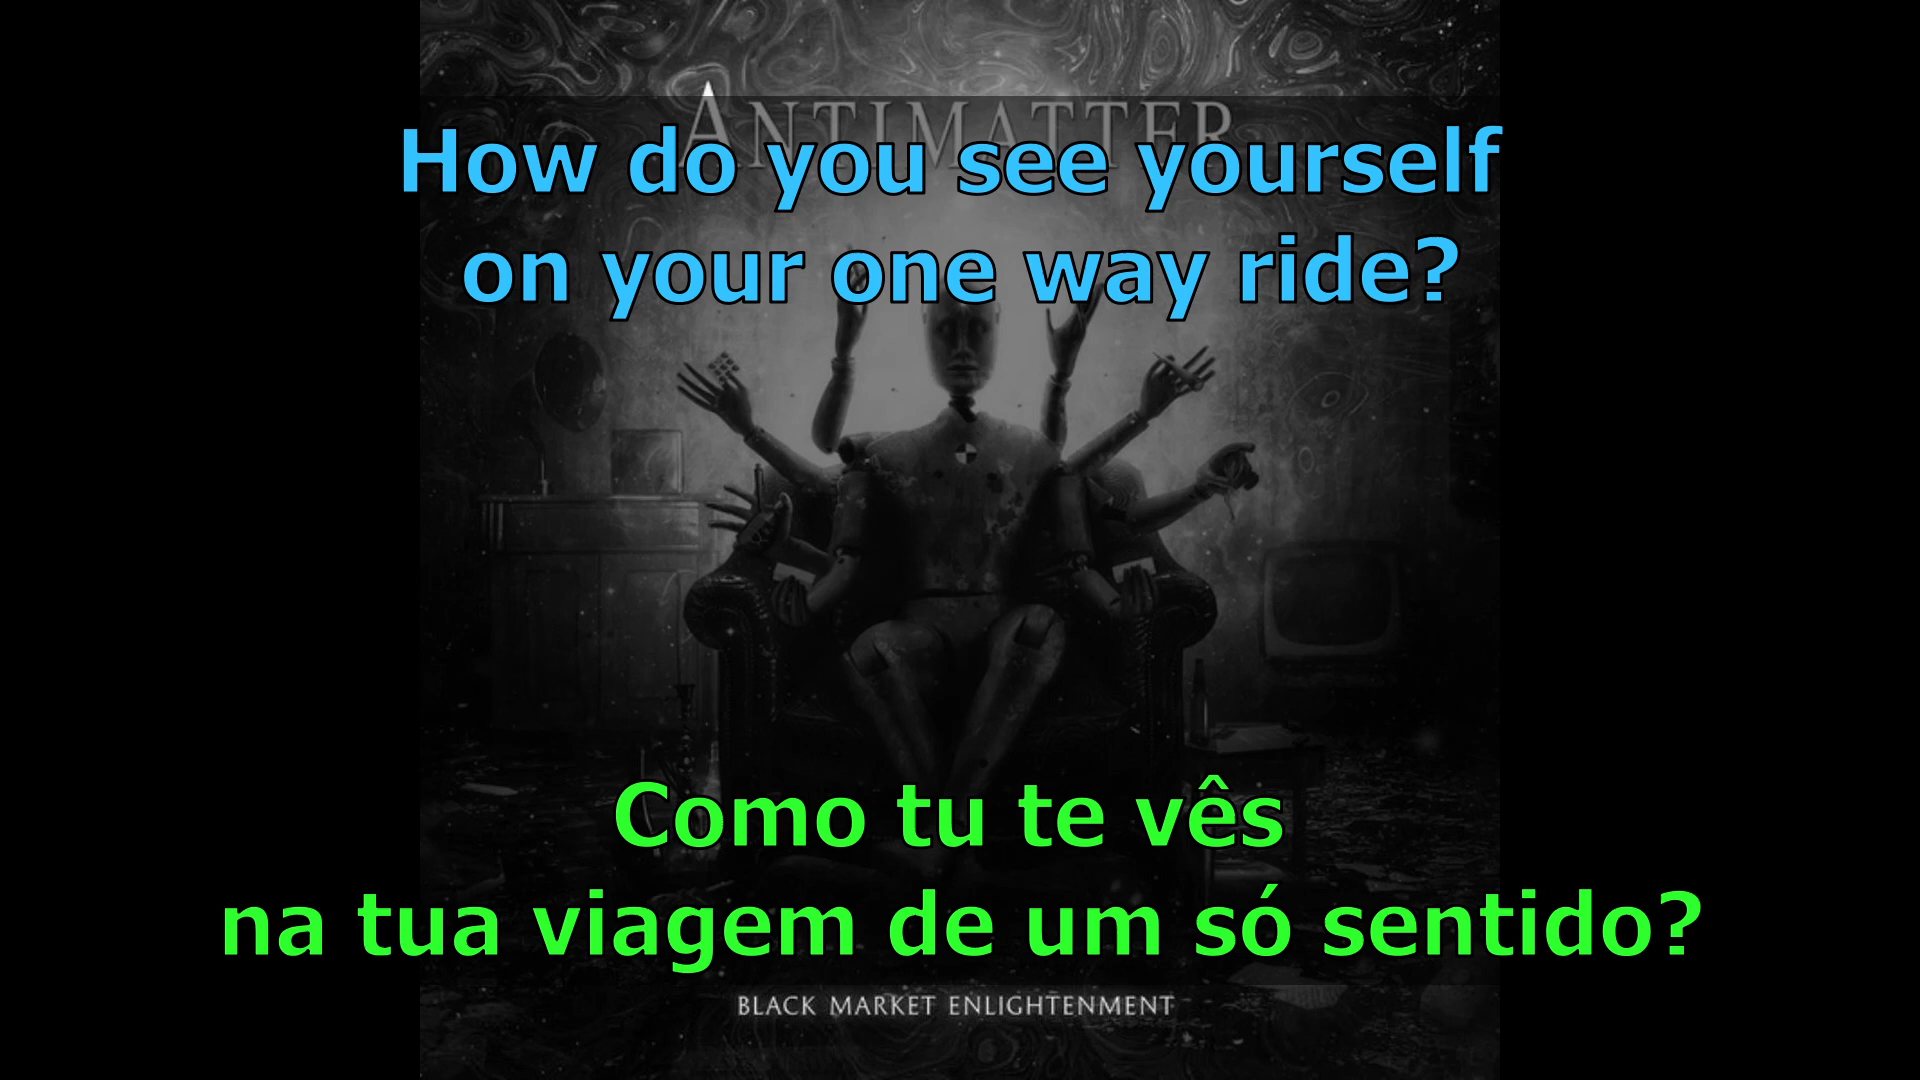 ANTIMATTER
How do you see yourself
on your one way ride?
Como tu te vês
na tua viagem de um só sentido?
BLACK MARKET ENLIGHTENMENT